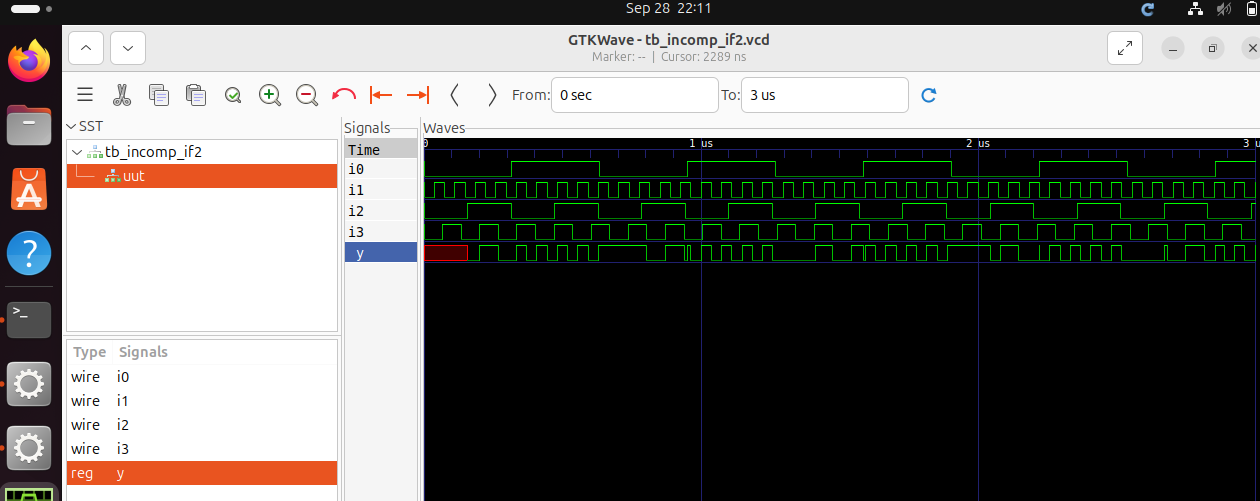 Sep 28 22:11
GTKWave - tb_incomp_if2.vcd
Marker: -- | Cursor: 2289 ns
From: 0 sec To: 3 us
SST
tb_incomp_if2
uut
Type Signals
wire i0
wire i1
wire i2
wire i3
reg y
Signals
Time
i0
i1
i2
i3
y
Waves
0 1 us 2 us 3 u